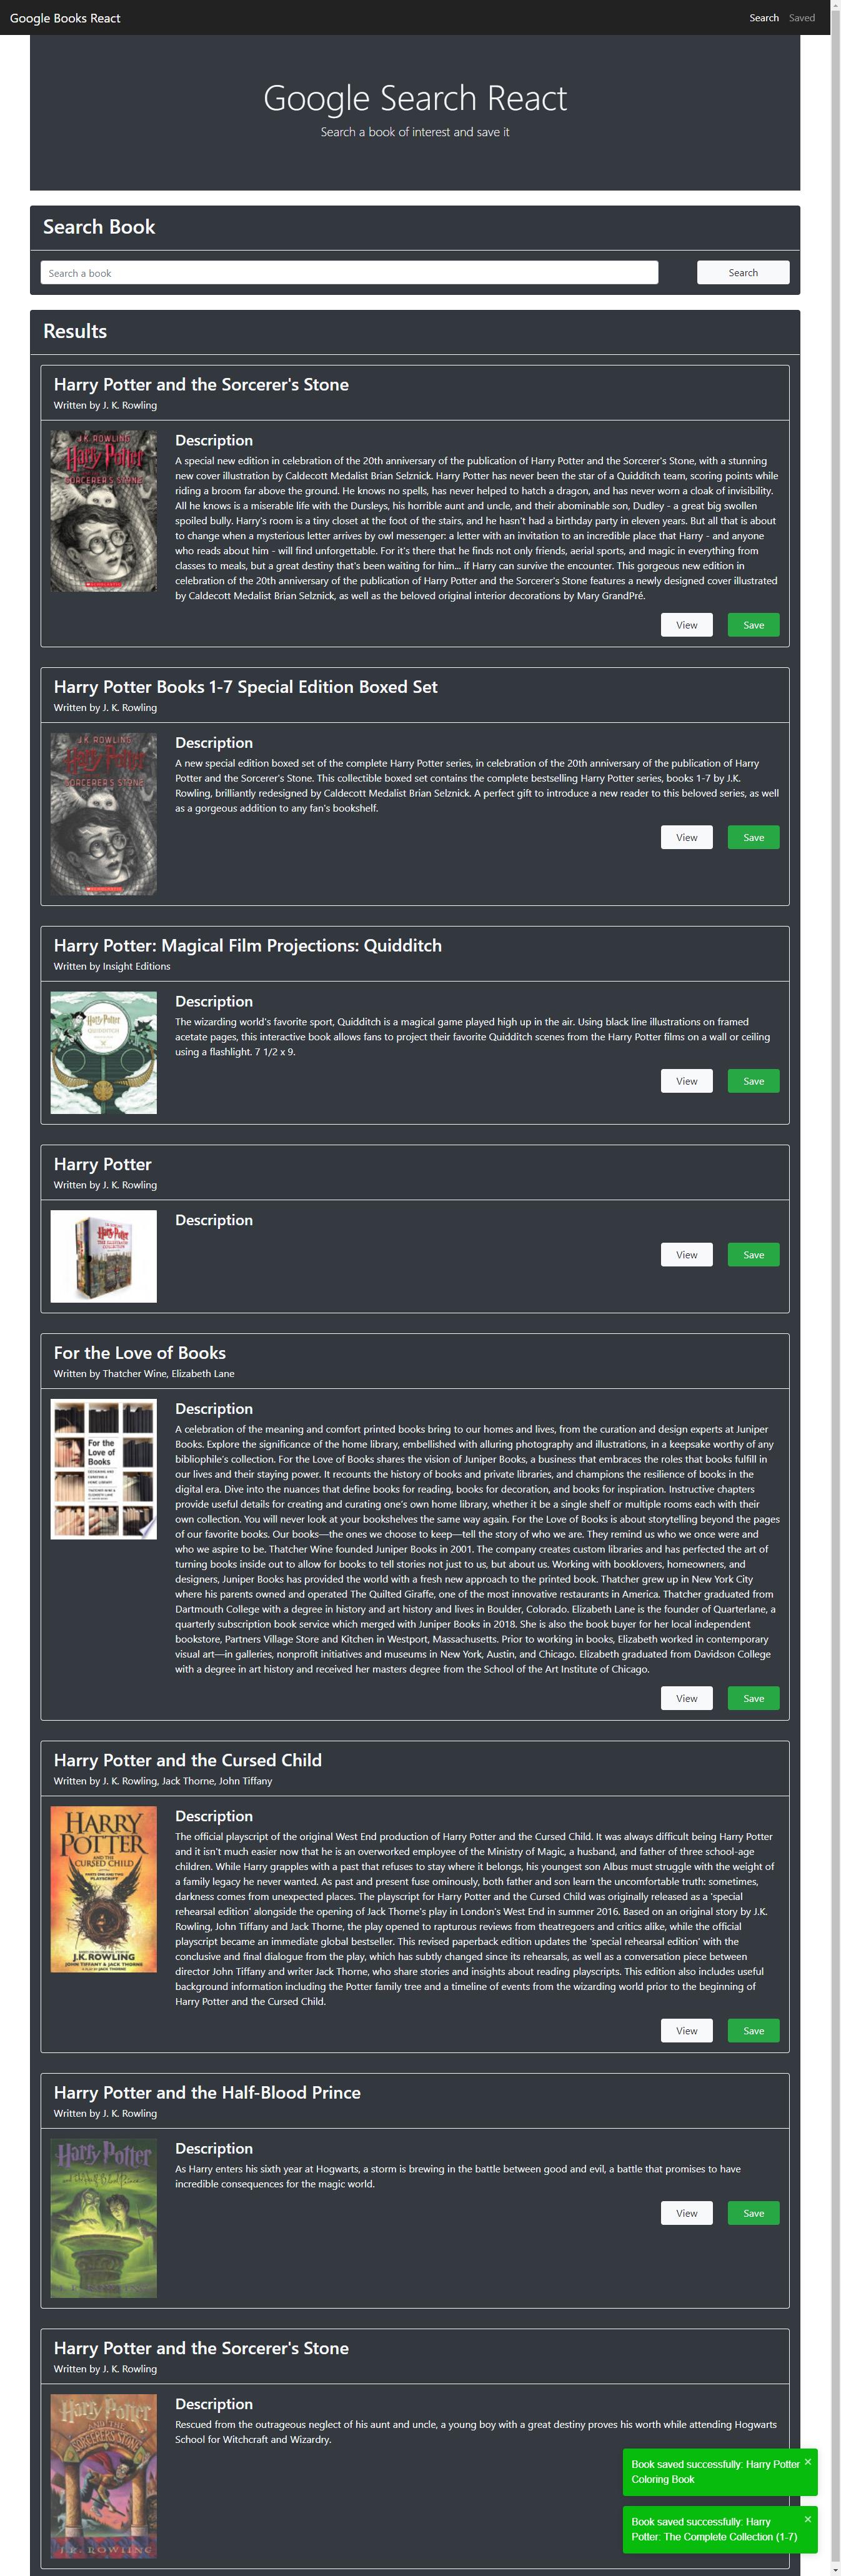 Google Books React
Search Saved
Google Search React
Search a book of interest and save it
Search Book
Search a book
Search
Results
Harry Potter and the Sorcerer's Stone
Written by J. K. Rowling
J.K. ROWLING
Harry Potter
SORCERER'S STONE
SCHOLASTIC
Description
A special new edition in celebration of the 20th anniversary of the publication of Harry Potter and the Sorcerer's Stone, with a stunning
new cover illustration by Caldecott Medalist Brian Selznick. Harry Potter has never been the star of a Quidditch team, scoring points while
riding a broom far above the ground. He knows no spells, has never helped to hatch a dragon, and has never worn a cloak of invisibility.
All he knows is a miserable life with the Dursleys, his horrible aunt and uncle, and their abominable son, Dudley - a great big swollen
spoiled bully. Harry's room is a tiny closet at the foot of the stairs, and he hasn't had a birthday party in eleven years. But all that is about
to change when a mysterious letter arrives by owl messenger: a letter with an invitation to an incredible place that Harry - and anyone
who reads about him - will find unforgettable. For it's there that he finds not only friends, aerial sports, and magic in everything from
classes to meals, but a great destiny that's been waiting for him... if Harry can survive the encounter. This gorgeous new edition in
celebration of the 20th anniversary of the publication of Harry Potter and the Sorcerer's Stone features a newly designed cover illustrated
by Caldecott Medalist Brian Selznick, as well as the beloved original interior decorations by Mary GrandPré.
View Save
Harry Potter Books 1-7 Special Edition Boxed Set
Written by J. K. Rowling
J.K. ROWLING
Harry Potter
SORCERER'S STONE
Description
A new special edition boxed set of the complete Harry Potter series, in celebration of the 20th anniversary of the publication of Harry
Potter and the Sorcerer's Stone. This collectible boxed set contains the complete bestselling Harry Potter series, books 1-7 by J.K.
Rowling, brilliantly redesigned by Caldecott Medalist Brian Selznick. A perfect gift to introduce a new reader to this beloved series, as well
as a gorgeous addition to any fan's bookshelf.
View Save
Harry Potter: Magical Film Projections: Quidditch
Written by Insight Editions
Harry Potter
QUIDDITCH
Description
The wizarding world's favorite sport, Quidditch is a magical game played high up in the air. Using black line illustrations on framed
acetate pages, this interactive book allows fans to project their favorite Quidditch scenes from the Harry Potter films on a wall or ceiling
using a flashlight. 7 1/2 x 9.
View Save
Harry Potter
Written by J. K. Rowling
Harry Potter
Description
View Save
For the Love of Books
Written by Thatcher Wine, Elizabeth Lane
For the
Love of
Books
Description
A celebration of the meaning and comfort printed books bring to our homes and lives, from the curation and design experts at Juniper
Books. Explore the significance of the home library, embellished with alluring photography and illustrations, in a keepsake worthy of any
bibliophile's collection. For the Love of Books shares the vision of Juniper Books, a business that embraces the roles that books fulfill in
our lives and their staying power. It recounts the history of books and private libraries, and champions the resilience of books in the
digital era. Dive into the nuances that define books for reading, books for decoration, and books for inspiration. Instructive chapters
provide useful details for creating and curating one's own home library, whether it be a single shelf or multiple rooms each with their
own collection. You will never look at your bookshelves the same way again. For the Love of Books is about storytelling beyond the pages
of our favorite books. Our books—the ones we choose to keep—tell the story of who we are. They remind us who we once were and
who we aspire to be. Thatcher Wine founded Juniper Books in 2001. The company creates custom libraries and has perfected the art of
turning books inside out to allow for books to tell stories not just to us, but about us. Working with booklovers, homeowners, and
designers, Juniper Books has provided the world with a fresh new approach to the printed book. Thatcher grew up in New York City
where his parents owned and operated The Quilted Giraffe, one of the most innovative restaurants in America. Thatcher graduated from
Dartmouth College with a degree in history and art history and lives in Boulder, Colorado. Elizabeth Lane is the founder of Quarterlane, a
quarterly subscription book service which merged with Juniper Books in 2018. She is also the book buyer for her local independent
bookstore, Partners Village Store and Kitchen in Westport, Massachusetts. Prior to working in books, Elizabeth worked in contemporary
visual art—in galleries, nonprofit initiatives and museums in New York, Austin, and Chicago. Elizabeth graduated from Davidson College
with a degree in art history and received her masters degree from the School of the Art Institute of Chicago.
View Save
Harry Potter and the Cursed Child
Written by J. K. Rowling, Jack Thorne, John Tiffany
HARRY
POTTER
AND THE
CURSED CHILD
PARTS ONE AND TWO
PLAYSCRIPT
J.K. ROWLING
JOHN TIFFANY & JACK THORNE
A PLAY BY JACK THORNE
Description
The official playscript of the original West End production of Harry Potter and the Cursed Child. It was always difficult being Harry Potter
and it isn't much easier now that he is an overworked employee of the Ministry of Magic, a husband, and father of three school-age
children. While Harry grapples with a past that refuses to stay where it belongs, his youngest son Albus must struggle with the weight of
a family legacy he never wanted. As past and present fuse ominously, both father and son learn the uncomfortable truth: sometimes,
darkness comes from unexpected places. The playscript for Harry Potter and the Cursed Child was originally released as a 'special
rehearsal edition' alongside the opening of Jack Thorne's play in London's West End in summer 2016. Based on an original story by J.K.
Rowling, John Tiffany and Jack Thorne, the play opened to rapturous reviews from theatregoers and critics alike, while the official
playscript became an immediate global bestseller. This revised paperback edition updates the 'special rehearsal edition' with the
conclusive and final dialogue from the play, which has subtly changed since its rehearsals, as well as a conversation piece between
director John Tiffany and writer Jack Thorne, who share stories and insights about reading playscripts. This edition also includes useful
background information including the Potter family tree and a timeline of events from the wizarding world prior to the beginning of
Harry Potter and the Cursed Child.
View Save
Harry Potter and the Half-Blood Prince
Written by J. K. Rowling
Harry Potter
and the Half-Blood Prince
Description
As Harry enters his sixth year at Hogwarts, a storm is brewing in the battle between good and evil, a battle that promises to have
incredible consequences for the magic world.
View Save
Harry Potter and the Sorcerer's Stone
Written by J. K. Rowling
Harry Potter
AND THE
SORCERER'S STONE
J.K. ROWLING
Description
Rescued from the outrageous neglect of his aunt and uncle, a young boy with a great destiny proves his worth while attending Hogwarts
School for Witchcraft and Wizardry.
Book saved successfully: Harry Potter
Coloring Book
Book saved successfully: Harry
Potter: The Complete Collection (1-7)